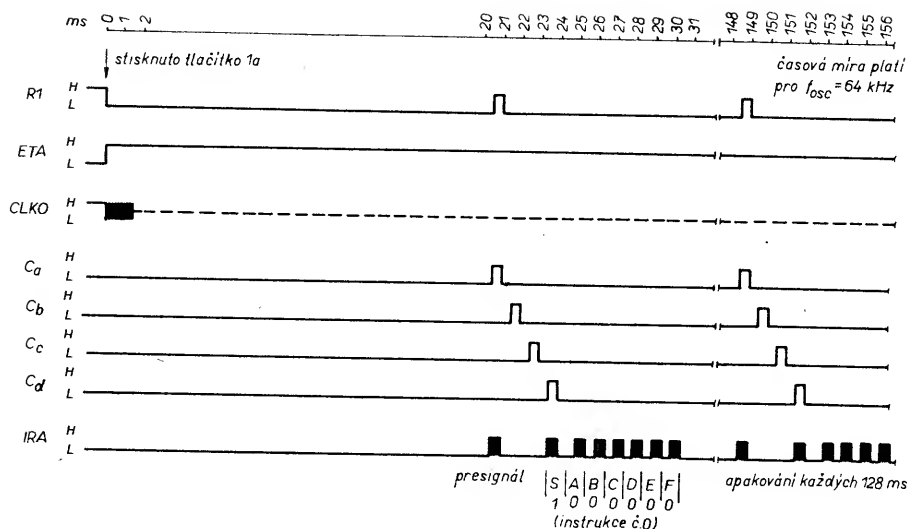 ms 0 1 2 20 21 22 23 24 25 26 27 28 29 30 31 148 149 150 151 152 153 154 155 156
stisknuto tlačítko 1a
časová míra platí
pro fosc = 64 kHz
R1 H
L
ETA H
L
CLKO H
L
Ca H
L
Cb H
L
Cc H
L
Cd H
L
IRA H
L
presignál
S A B C D E F
1 0 0 0 0 0 0
(instrukce č.0)
apakování každých 128 ms